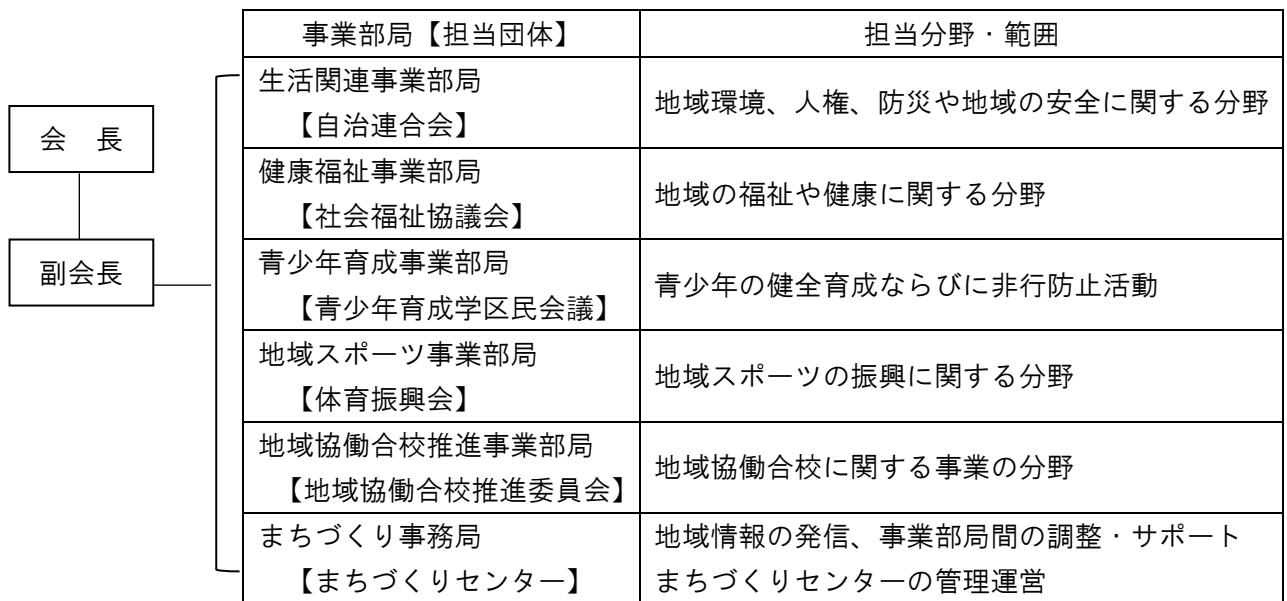 会　長
副会長
事業部局【担当団体】
担当分野・範囲
生活関連事業部局
【自治連合会】
地域環境、人権、防災や地域の安全に関する分野
健康福祉事業部局
【社会福祉協議会】
地域の福祉や健康に関する分野
青少年育成事業部局
【青少年育成学区民会議】
青少年の健全育成ならびに非行防止活動
地域スポーツ事業部局
【体育振興会】
地域スポーツの振興に関する分野
地域協働合校推進事業部局
【地域協働合校推進委員会】
地域協働合校に関する事業の分野
まちづくり事務局
【まちづくりセンター】
地域情報の発信、事業部局間の調整・サポート
まちづくりセンターの管理運営